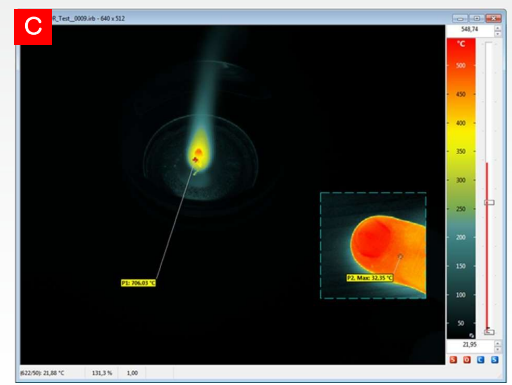 C
R_Test_0009.irb - 640 x 512
548,74
°C
500
450
400
350
300
250
200
150
100
50
21,95
P1: 706,03 °C
P2. Max: 32,35 °C
S D C S
(622/50): 21,88 °C 131,3 % 1,00